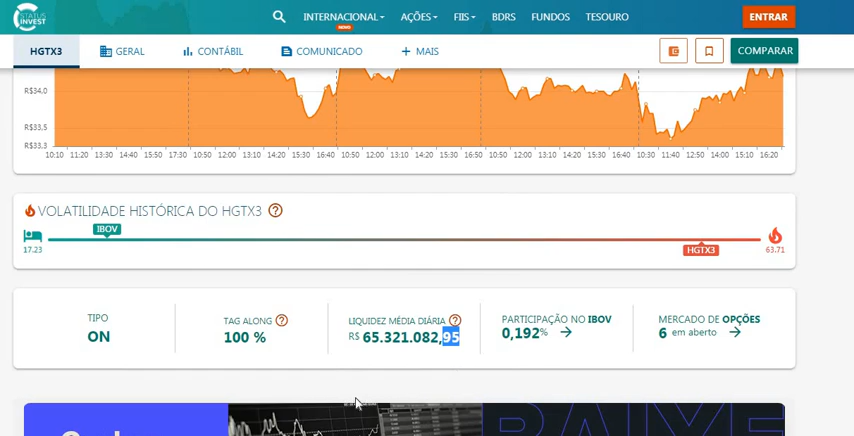 STATUS
INVEST
INTERNACIONAL
NOVO
AÇÕES
FIIS
BDRS
FUNDOS
TESOURO
ENTRAR
HGTX3
GERAL
CONTÁBIL
COMUNICADO
+ MAIS
COMPARAR
R$34,0
R$33,5
R$33.3
10:10 11:20 13:30 14:40 15:50 17:30 10:50 12:00 13:10 14:20 15:30 16:40 10:50 12:00 13:10 14:20 15:30 16:50 10:50 12:00 13:10 14:20 15:30 16:40 10:30 11:40 12:50 14:00 15:10 16:20
VOLATILIDADE HISTÓRICA DO HGTX3 ?
IBOV
17.23
HGTX3
63.71
TIPO
ON
TAG ALONG ?
100 %
LIQUIDEZ MÉDIA DIÁRIA ?
R$ 65.321.082,95
PARTICIPAÇÃO NO IBOV
0,192%
MERCADO DE OPÇÕES
6 em aberto